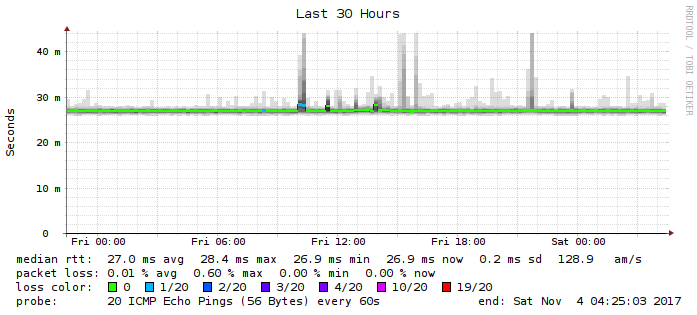 Last 30 Hours
RRDTOOL / TOBI OETIKER
Seconds
40 m
30 m
20 m
10 m
0
Fri 00:00 Fri 06:00 Fri 12:00 Fri 18:00 Sat 00:00
median rtt: 27.0 ms avg 28.4 ms max 26.9 ms min 26.9 ms now 0.2 ms sd 128.9 am/s
packet loss: 0.01 % avg 0.60 % max 0.00 % min 0.00 % now
loss color: 0 1/20 2/20 3/20 4/20 10/20 19/20
probe: 20 ICMP Echo Pings (56 Bytes) every 60s end: Sat Nov 4 04:25:03 2017